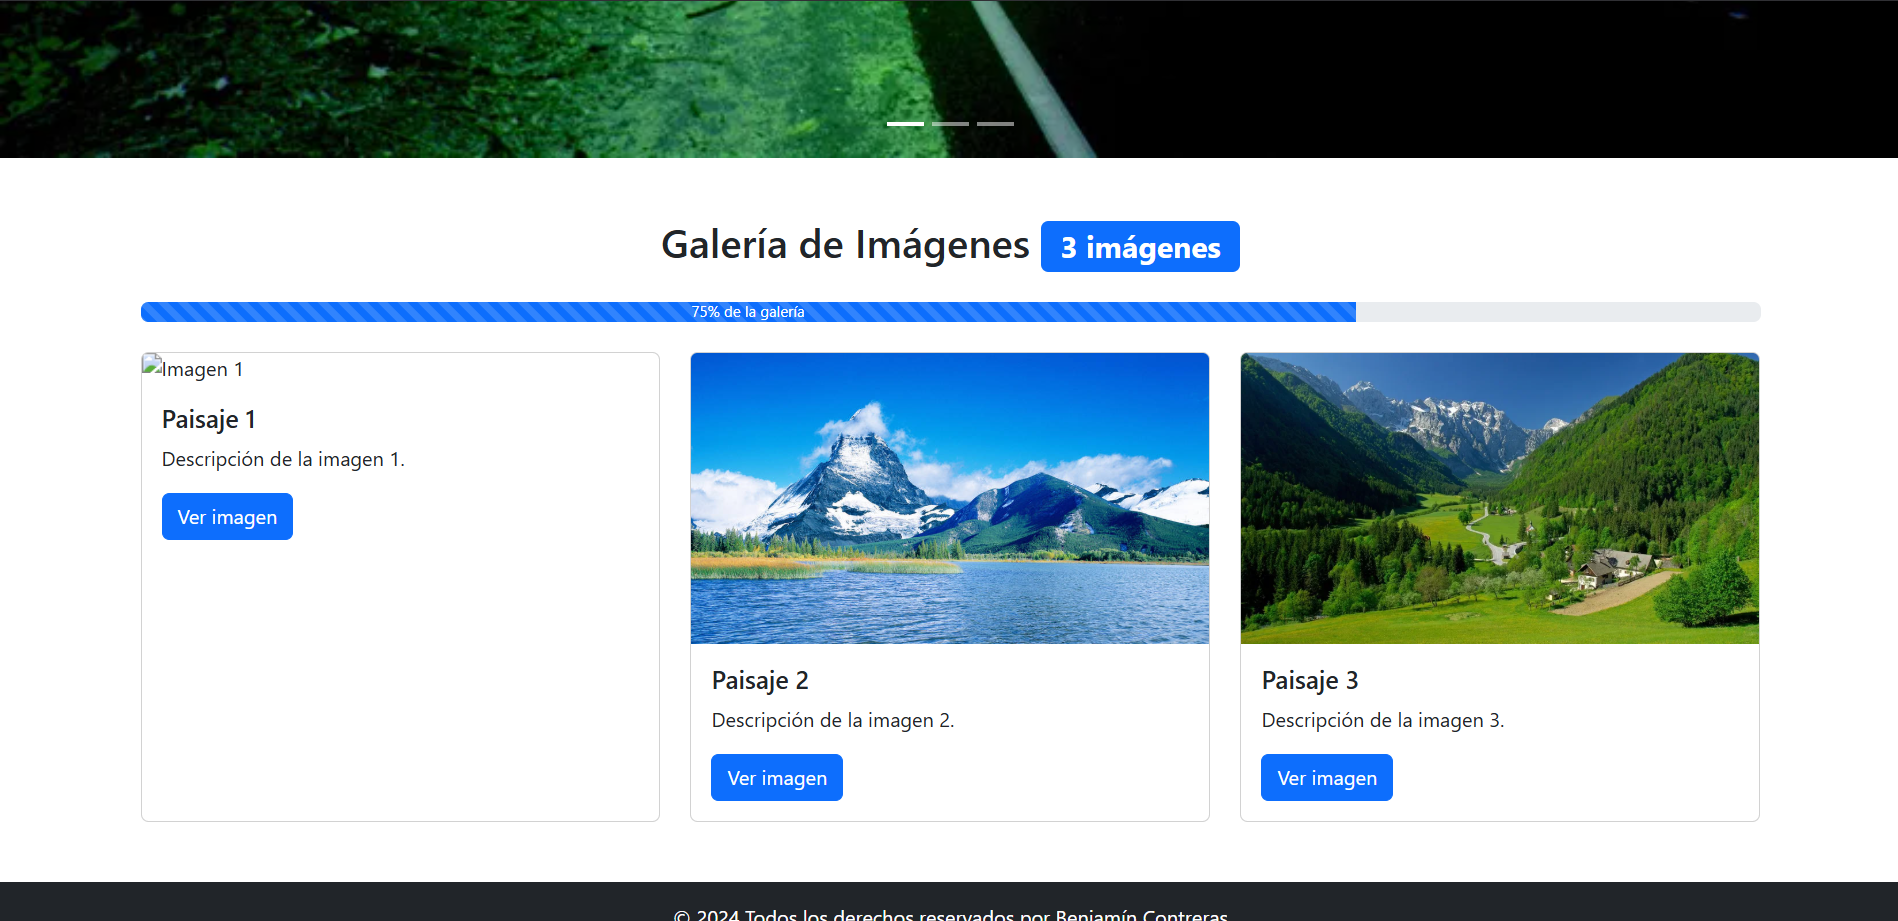 Galería de Imágenes 3 imágenes
75% de la galería
Imagen 1
Paisaje 1
Descripción de la imagen 1.
Ver imagen
Paisaje 2
Descripción de la imagen 2.
Ver imagen
Paisaje 3
Descripción de la imagen 3.
Ver imagen
© 2024 Todos los derechos reservados por Benjamín Contreras